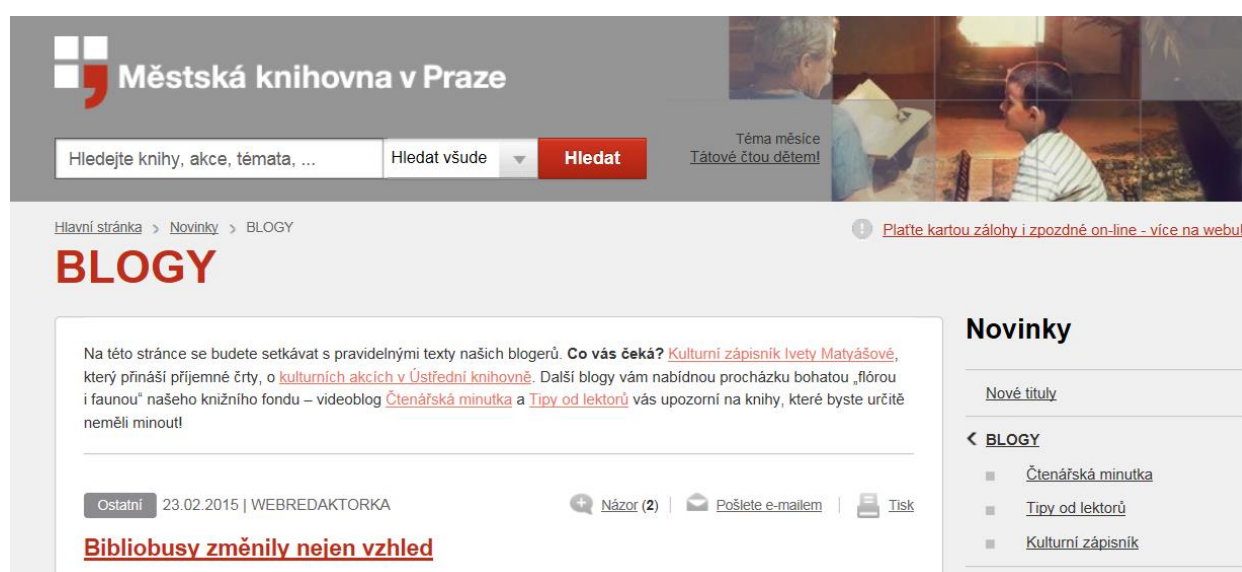 Městská knihovna v Praze
Hledejte knihy, akce, témata, ...
Hledat všude
Hledat
Téma měsíce
Tátové čtou dětem!
Hlavní stránka > Novinky > BLOGY
Plaťte kartou zálohy i zpozdné on-line - více na webu!
BLOGY
Na této stránce se budete setkávat s pravidelnými texty našich blogerů. Co vás čeká? Kulturní zápisník Ivety Matyášové,
který přináší příjemné črty, o kulturních akcích v Ústřední knihovně. Další blogy vám nabídnou procházku bohatou „flórou
i faunou" našeho knižního fondu – videoblog Čtenářská minutka a Tipy od lektorů vás upozorní na knihy, které byste určitě
neměli minout!
Ostatní 23.02.2015 | WEBREDAKTORKA
Názor (2) | Pošlete e-mailem | Tisk
Bibliobusy změnily nejen vzhled
Novinky
Nové tituly
BLOGY
Čtenářská minutka
Tipy od lektorů
Kulturní zápisník